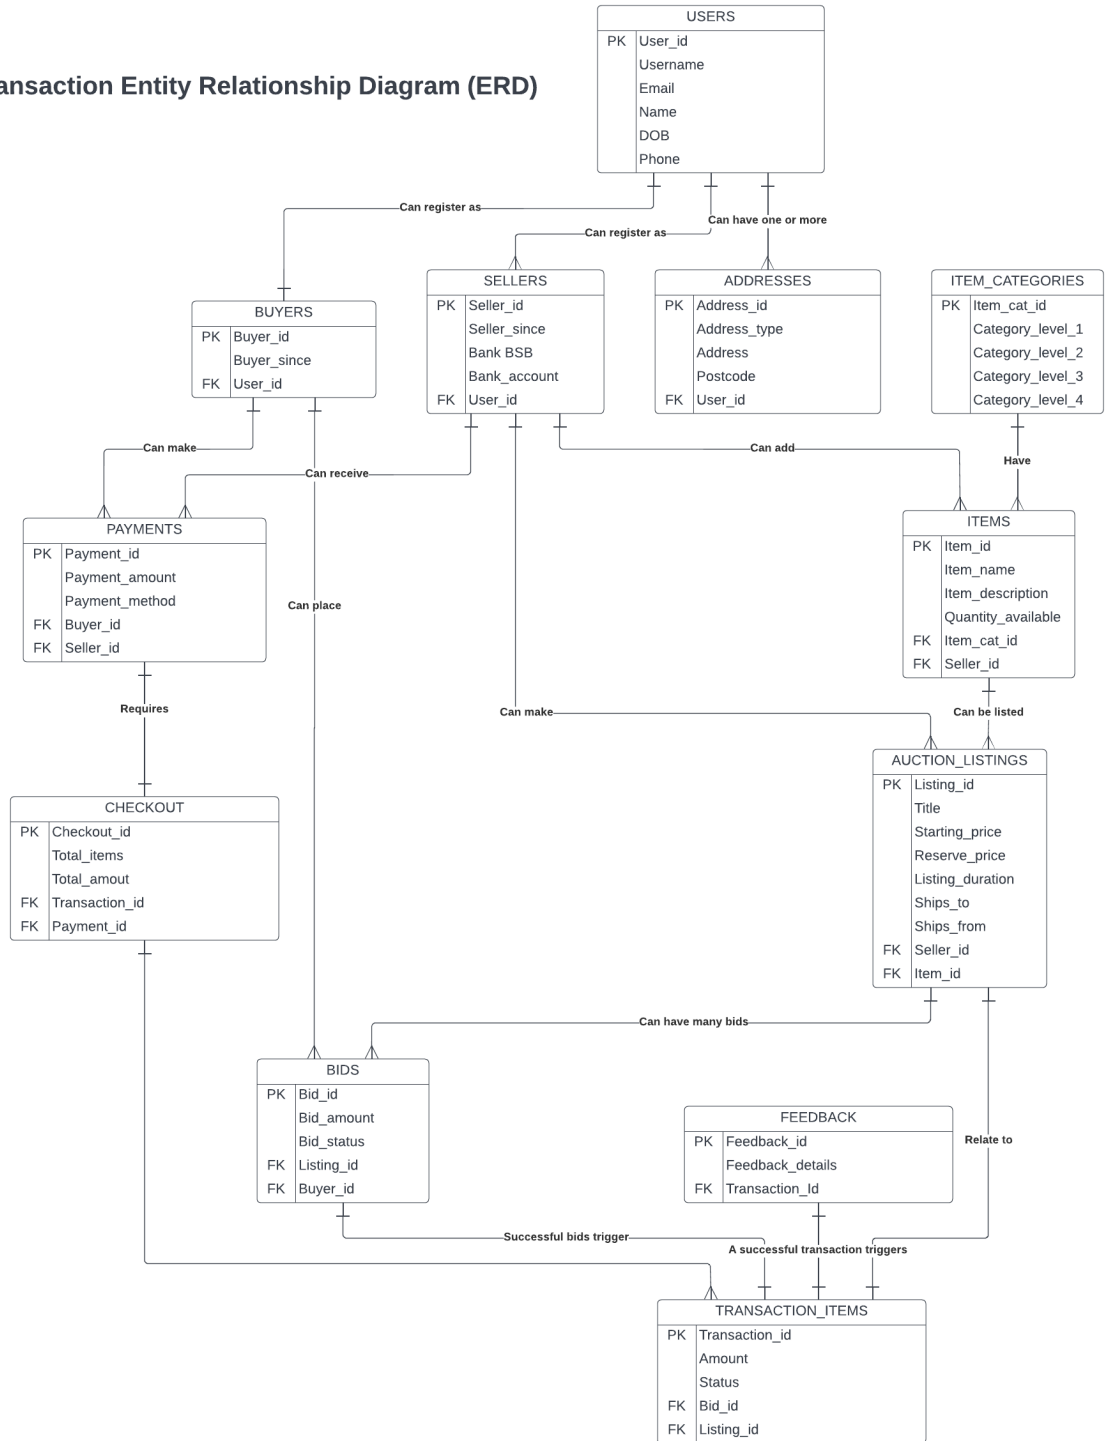 USERS
PK User_id
Username
Email
Name
DOB
Phone
ansaction Entity Relationship Diagram (ERD)
Can register as
Can register as
Can have one or more
BUYERS
PK Buyer_id
Buyer_since
FK User_id
SELLERS
PK Seller_id
Seller_since
Bank BSB
Bank_account
FK User_id
ADDRESSES
PK Address_id
Address_type
Address
Postcode
FK User_id
ITEM_CATEGORIES
PK Item_cat_id
Category_level_1
Category_level_2
Category_level_3
Category_level_4
Can make
Can receive
Can add
Have
PAYMENTS
PK Payment_id
Payment_amount
Payment_method
FK Buyer_id
FK Seller_id
Can place
ITEMS
PK Item_id
Item_name
Item_description
Quantity_available
FK Item_cat_id
FK Seller_id
Requires
Can make
Can be listed
CHECKOUT
PK Checkout_id
Total_items
Total_amout
FK Transaction_id
FK Payment_id
AUCTION_LISTINGS
PK Listing_id
Title
Starting_price
Reserve_price
Listing_duration
Ships_to
Ships_from
FK Seller_id
FK Item_id
Can have many bids
BIDS
PK Bid_id
Bid_amount
Bid_status
FK Listing_id
FK Buyer_id
FEEDBACK
PK Feedback_id
Feedback_details
FK Transaction_Id
Relate to
Successful bids trigger
A successful transaction triggers
TRANSACTION_ITEMS
PK Transaction_id
Amount
Status
FK Bid_id
FK Listing_id